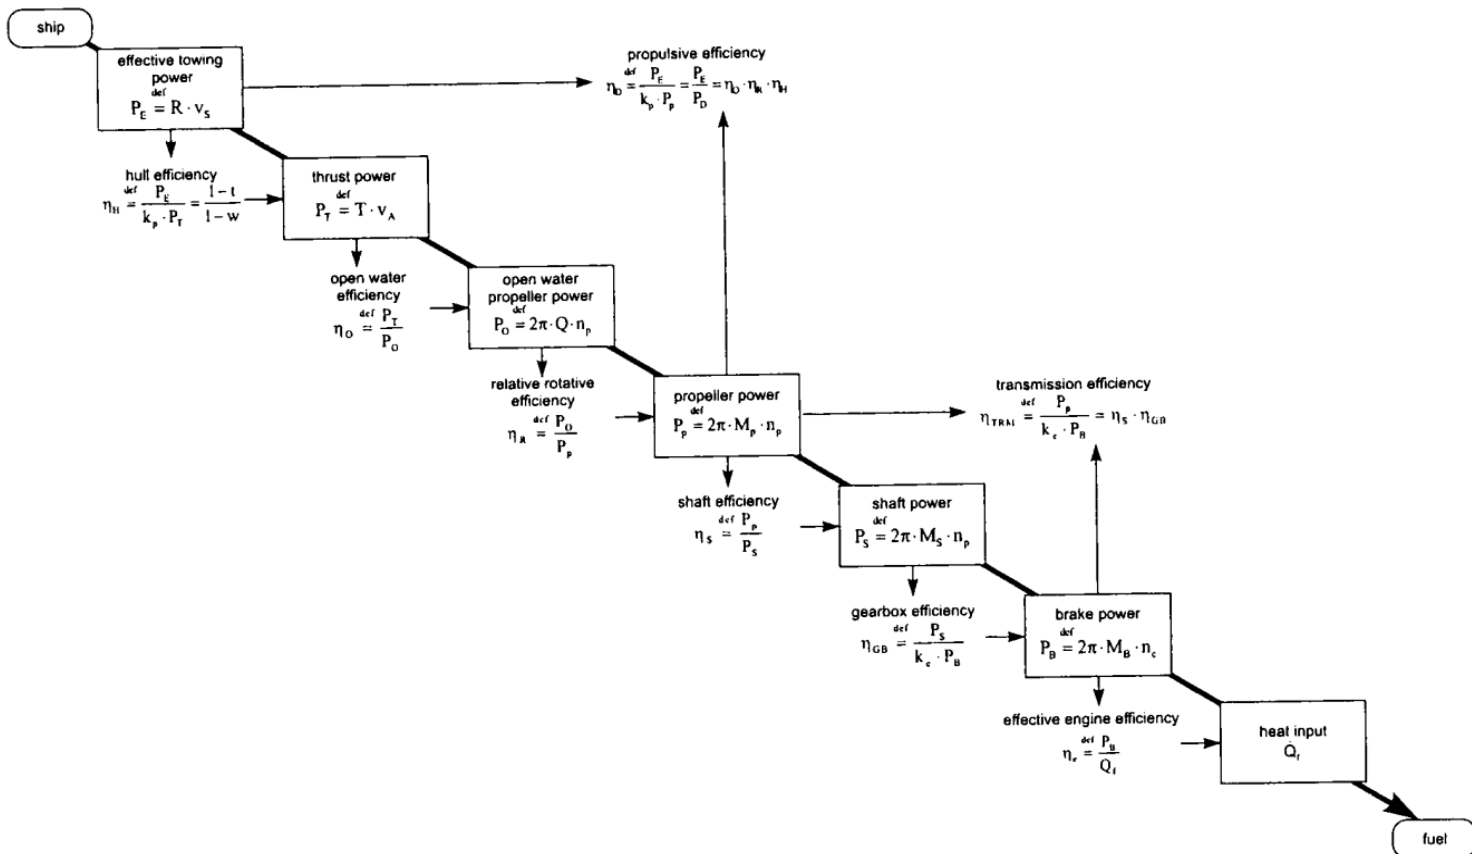 ship
effective towing
power
P_E def= R · v_S
hull efficiency
η_H def= P_E / (k_p · P_T) = (1 − t) / (1 − w)
thrust power
P_T def= T · v_A
open water
efficiency
η_O def= P_T / P_O
open water
propeller power
P_O def= 2π · Q · n_p
relative rotative
efficiency
η_R def= P_O / P_p
propulsive efficiency
η_D def= P_E / (k_p · P_p) = P_E / P_D = η_O · η_R · η_H
propeller power
P_p def= 2π · M_p · n_p
shaft efficiency
η_S def= P_p / P_S
transmission efficiency
η_TRM def= P_p / (k_e · P_B) = η_S · η_GB
shaft power
P_S def= 2π · M_S · n_p
gearbox efficiency
η_GB def= P_S / (k_e · P_B)
brake power
P_B def= 2π · M_B · n_e
effective engine efficiency
η_e def= P_B / Q_f
heat input
Q̇_f
fuel